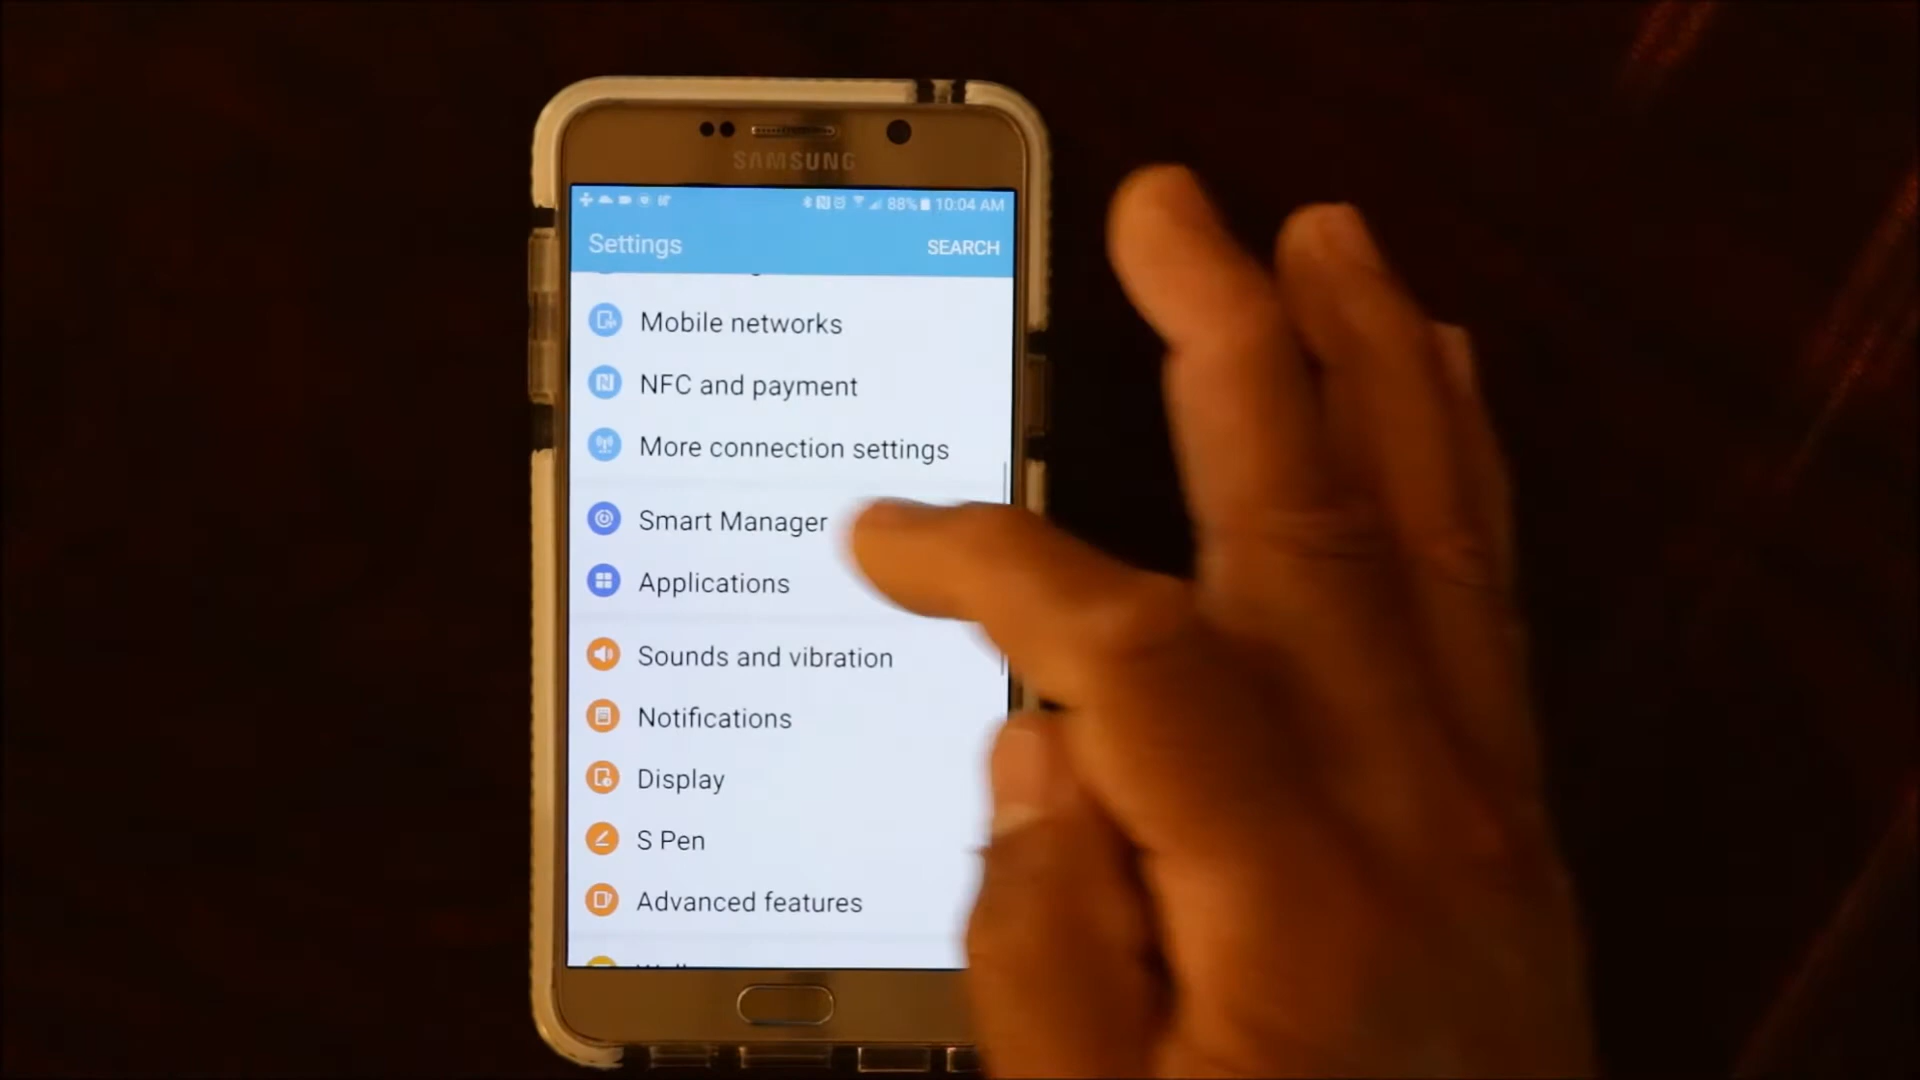 SAMSUNG
88% 10:04 AM
Settings
SEARCH
Mobile networks
NFC and payment
More connection settings
Smart Manager
Applications
Sounds and vibration
Notifications
Display
S Pen
Advanced features